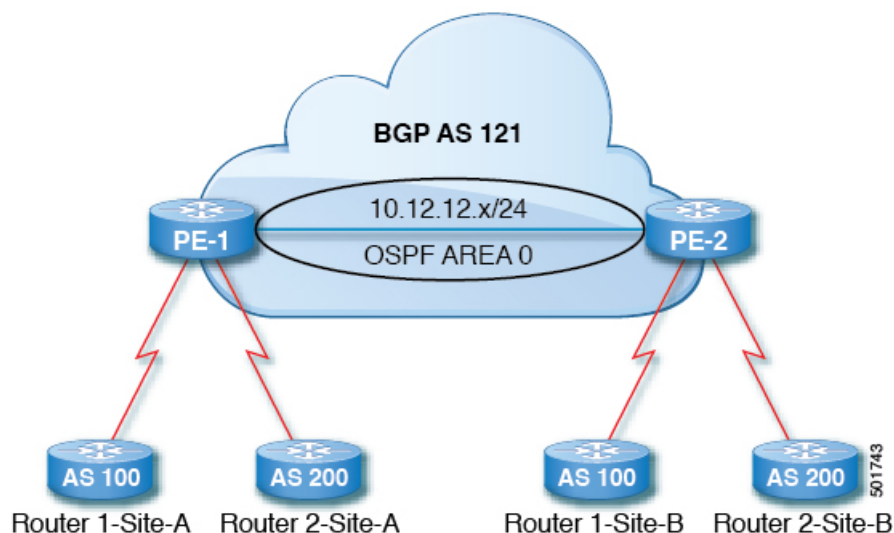 BGP AS 121
10.12.12.x/24
PE-1
PE-2
OSPF AREA 0
AS 100
AS 200
AS 100
AS 200
Router 1-Site-A
Router 2-Site-A
Router 1-Site-B
Router 2-Site-B
501743